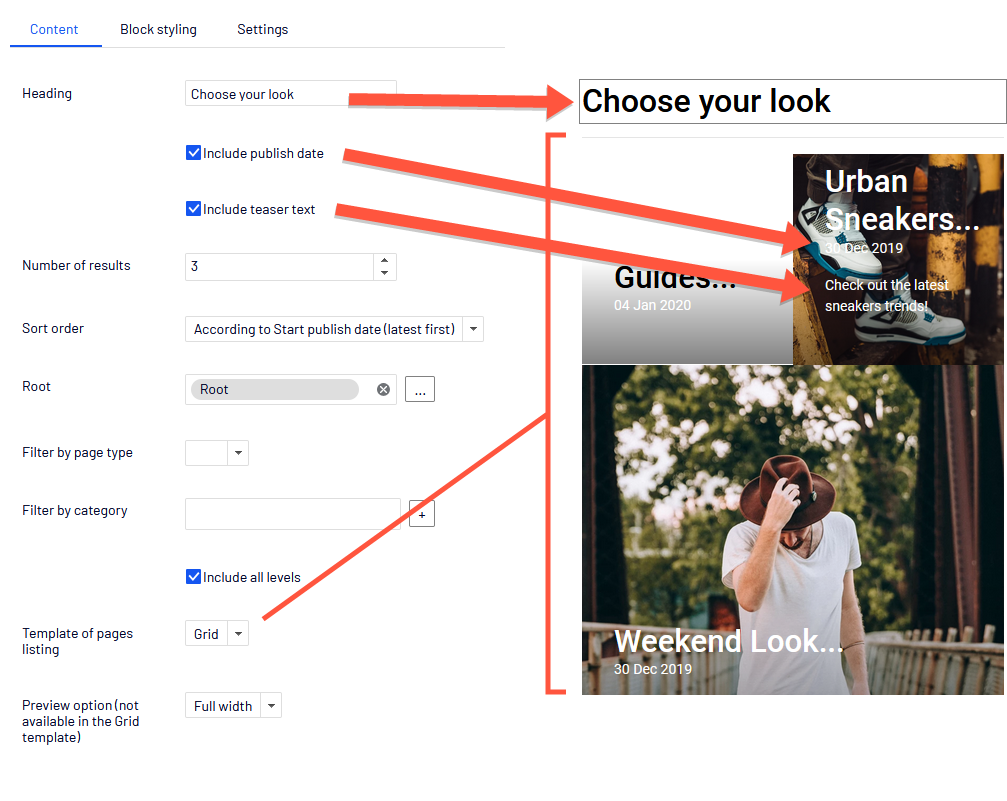 Content Block styling Settings
Heading
Choose your look
Include publish date
Include teaser text
Number of results
3
Sort order
According to Start publish date (latest first)
Root
Root
...
Filter by page type
Filter by category
+
Include all levels
Template of pages
listing
Grid
Preview option (not
available in the Grid
template)
Full width
Choose your look
Guides...
04 Jan 2020
Urban
Sneakers...
30 Dec 2019
Check out the latest
sneakers trends!
Weekend Look...
30 Dec 2019